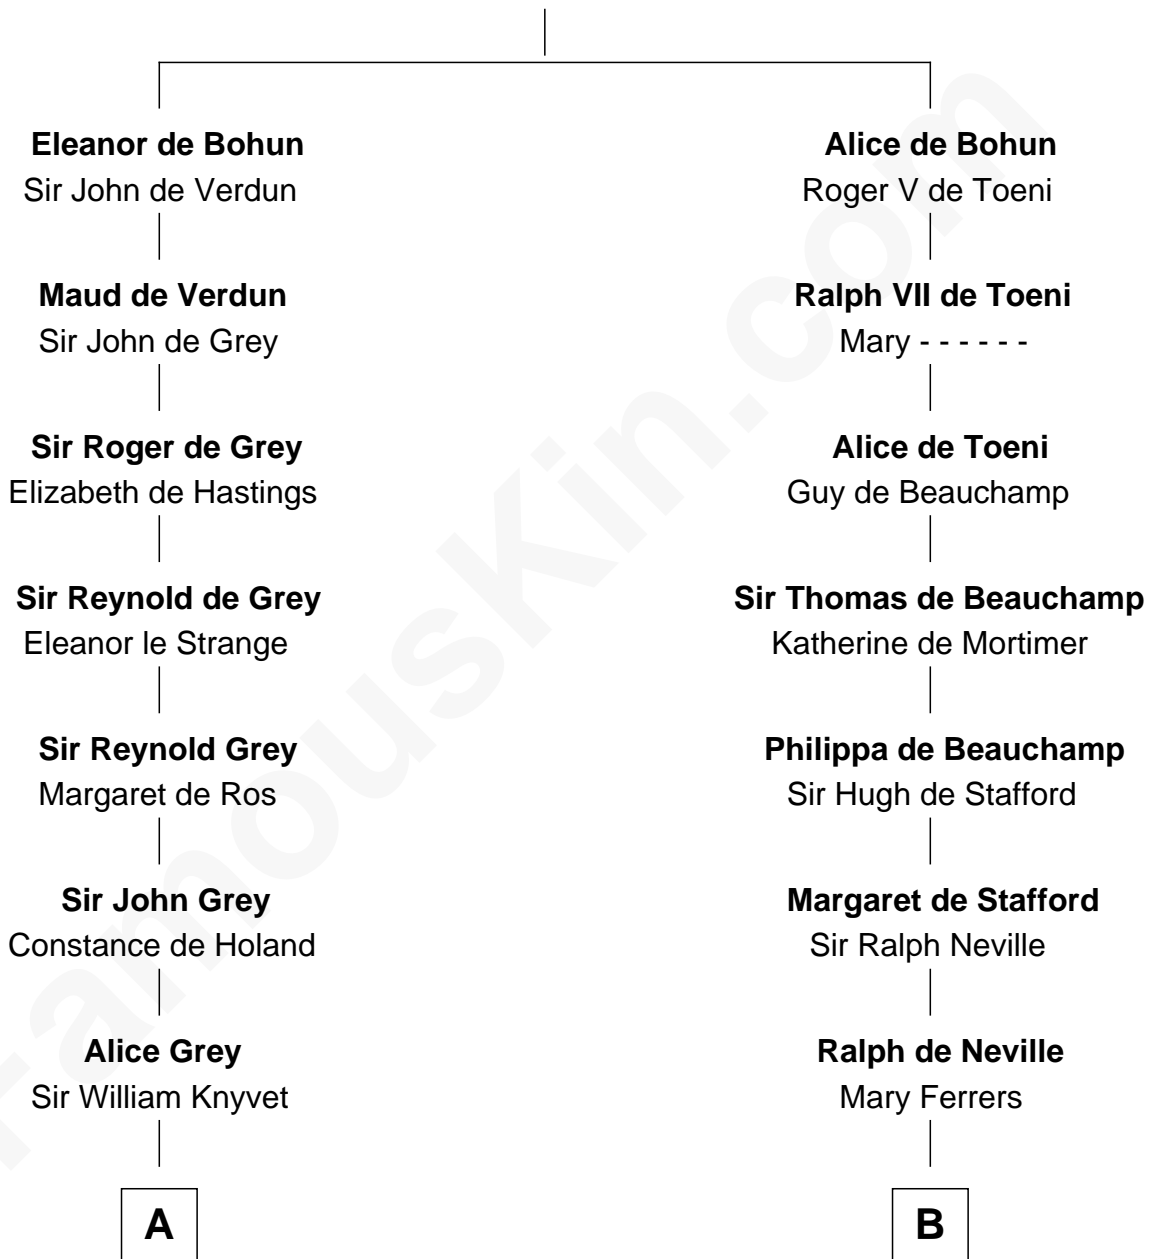 Eleanor de Bohun
Sir John de Verdun
Maud de Verdun
Sir John de Grey
Sir Roger de Grey
Elizabeth de Hastings
Sir Reynold de Grey
Eleanor le Strange
Sir Reynold Grey
Margaret de Ros
Sir John Grey
Constance de Holand
Alice Grey
Sir William Knyvet
A
Alice de Bohun
Roger V de Toeni
Ralph VII de Toeni
Mary - - - - - -
Alice de Toeni
Guy de Beauchamp
Sir Thomas de Beauchamp
Katherine de Mortimer
Philippa de Beauchamp
Sir Hugh de Stafford
Margaret de Stafford
Sir Ralph Neville
Ralph de Neville
Mary Ferrers
B
FamousKin.com